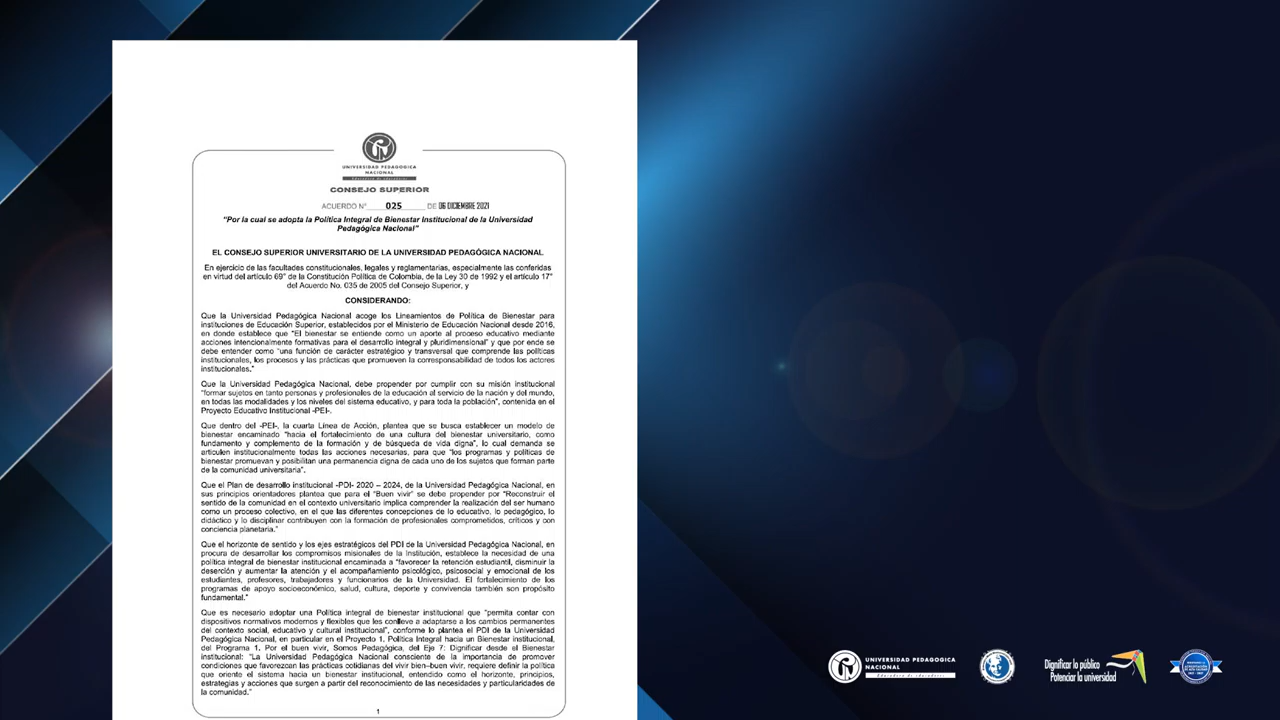 UNIVERSIDAD PEDAGOGICA
NACIONAL
Educadora de educadores
CONSEJO SUPERIOR
ACUERDO N° 025 DE 06 DICIEMBRE 2021
"Por la cual se adopta la Política Integral de Bienestar Institucional de la Universidad
Pedagógica Nacional"
EL CONSEJO SUPERIOR UNIVERSITARIO DE LA UNIVERSIDAD PEDAGÓGICA NACIONAL
En ejercicio de las facultades constitucionales, legales y reglamentarias, especialmente las conferidas
en virtud del artículo 69° de la Constitución Política de Colombia, de la Ley 30 de 1992 y el artículo 17°
del Acuerdo No. 035 de 2005 del Consejo Superior, y
CONSIDERANDO:
Que la Universidad Pedagógica Nacional acoge los Lineamientos de Política de Bienestar para
instituciones de Educación Superior, establecidos por el Ministerio de Educación Nacional desde 2016,
en donde establece que "El bienestar se entiende como un aporte al proceso educativo mediante
acciones intencionalmente formativas para el desarrollo integral y pluridimensional" y que por ende se
debe entender como "una función de carácter estratégico y transversal que comprende las políticas
institucionales, los procesos y las prácticas que promueven la corresponsabilidad de todos los actores
institucionales."
Que la Universidad Pedagógica Nacional, debe propender por cumplir con su misión institucional
"formar sujetos en tanto personas y profesionales de la educación al servicio de la nación y del mundo,
en todas las modalidades y los niveles del sistema educativo, y para toda la población", contenida en el
Proyecto Educativo Institucional -PEI-.
Que dentro del -PEI-, la cuarta Línea de Acción, plantea que se busca establecer un modelo de
bienestar encaminado "hacia el fortalecimiento de una cultura del bienestar universitario, como
fundamento y complemento de la formación y de búsqueda de vida digna", lo cual demanda se
articulen institucionalmente todas las acciones necesarias, para que "los programas y políticas de
bienestar promuevan y posibilitan una permanencia digna de cada uno de los sujetos que forman parte
de la comunidad universitaria".
Que el Plan de desarrollo institucional -PDI- 2020 – 2024, de la Universidad Pedagógica Nacional, en
sus principios orientadores plantea que para el "Buen vivir" se debe propender por "Reconstruir el
sentido de la comunidad en el contexto universitario implica comprender la realización del ser humano
como un proceso colectivo, en el que las diferentes concepciones de lo educativo, lo pedagógico, lo
didáctico y lo disciplinar contribuyen con la formación de profesionales comprometidos, críticos y con
conciencia planetaria."
Que el horizonte de sentido y los ejes estratégicos del PDI de la Universidad Pedagógica Nacional, en
procura de desarrollar los compromisos misionales de la Institución, establece la necesidad de una
política integral de bienestar institucional encaminada a "favorecer la retención estudiantil, disminuir la
deserción y aumentar la atención y el acompañamiento psicológico, psicosocial y emocional de los
estudiantes, profesores, trabajadores y funcionarios de la Universidad. El fortalecimiento de los
programas de apoyo socioeconómico, salud, cultura, deporte y convivencia también son propósito
fundamental."
Que es necesario adoptar una Política integral de bienestar institucional que "permita contar con
dispositivos normativos modernos y flexibles que les conlleve a adaptarse a los cambios permanentes
del contexto social, educativo y cultural institucional", conforme lo plantea el PDI de la Universidad
Pedagógica Nacional, en particular en el Proyecto 1. Política Integral hacia un Bienestar institucional,
del Programa 1. Por el buen vivir, Somos Pedagógica, del Eje 7: Dignificar desde el Bienestar
institucional: "La Universidad Pedagógica Nacional consciente de la importancia de promover
condiciones que favorezcan las prácticas cotidianas del vivir bien–buen vivir, requiere definir la política
que oriente el sistema hacia un bienestar institucional, entendido como el horizonte, principios,
estrategias y acciones que surgen a partir del reconocimiento de las necesidades y particularidades de
la comunidad."
1
UNIVERSIDAD PEDAGOGICA
NACIONAL
Educadora de educadores
Dignificar lo público
Potenciar la universidad